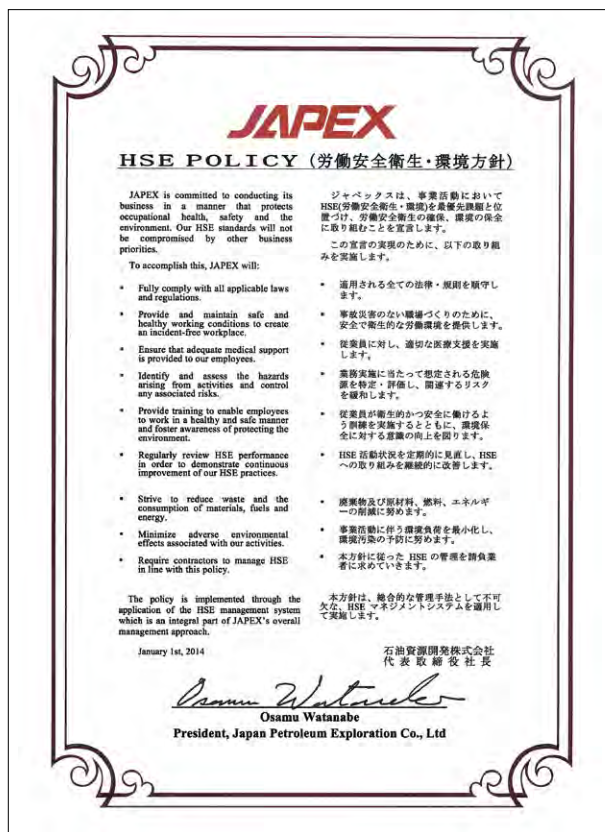 JAPEX
HSE POLICY (労働安全衛生・環境方針)
JAPEX is committed to conducting its
business in a manner that protects
occupational health, safety and the
environment. Our HSE standards will not
be compromised by other business
priorities.
To accomplish this, JAPEX will:
• Fully comply with all applicable laws
and regulations.
• Provide and maintain safe and
healthy working conditions to create
an incident-free workplace.
• Ensure that adequate medical support
is provided to our employees.
• Identify and assess the hazards
arising from activities and control
any associated risks.
• Provide training to enable employees
to work in a healthy and safe manner
and foster awareness of protecting the
environment.
• Regularly review HSE performance
in order to demonstrate continuous
improvement of our HSE practices.
• Strive to reduce waste and the
consumption of materials, fuels and
energy.
• Minimize adverse environmental
effects associated with our activities.
• Require contractors to manage HSE
in line with this policy.
The policy is implemented through the
application of the HSE management system
which is an integral part of JAPEX's overall
management approach.
January 1st, 2014
ジャペックスは、事業活動において
HSE(労働安全衛生・環境)を最優先課題と位
置づけ、労働安全衛生の確保、環境の保全
に取り組むことを宣言します。
この宣言の実現のために、以下の取り組
みを実施します。
• 適用される全ての法律・規則を順守し
ます。
• 事故災害のない職場づくりのために、
安全で衛生的な労働環境を提供します。
• 従業員に対し、適切な医療支援を実施
します。
• 業務実施に当たって想定される危険
源を特定・評価し、関連するリスク
を緩和します。
• 従業員が衛生的かつ安全に働けるよ
う訓練を実施するとともに、環境保
全に対する意識の向上を図ります。
• HSE 活動状況を定期的に見直し、HSE
への取り組みを継続的に改善します。
• 廃棄物及び原材料、燃料、エネルギ
ーの削減に努めます。
• 事業活動に伴う環境負荷を最小化し、
環境汚染の予防に努めます。
• 本方針に従った HSE の管理を請負業
者に求めていきます。
本方針は、総合的な管理手法として不可
欠な、HSE マネジメントシステムを適用し
て実施します。
石油資源開発株式会社
代表取締役社長
Osamu Watanabe
Osamu Watanabe
President, Japan Petroleum Exploration Co., Ltd